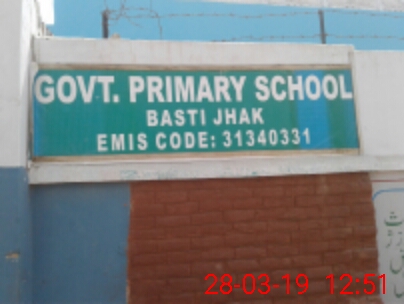 GOVT. PRIMARY SCHOOL
BASTI JHAK
EMIS CODE: 31340331
28-03-19 12:51